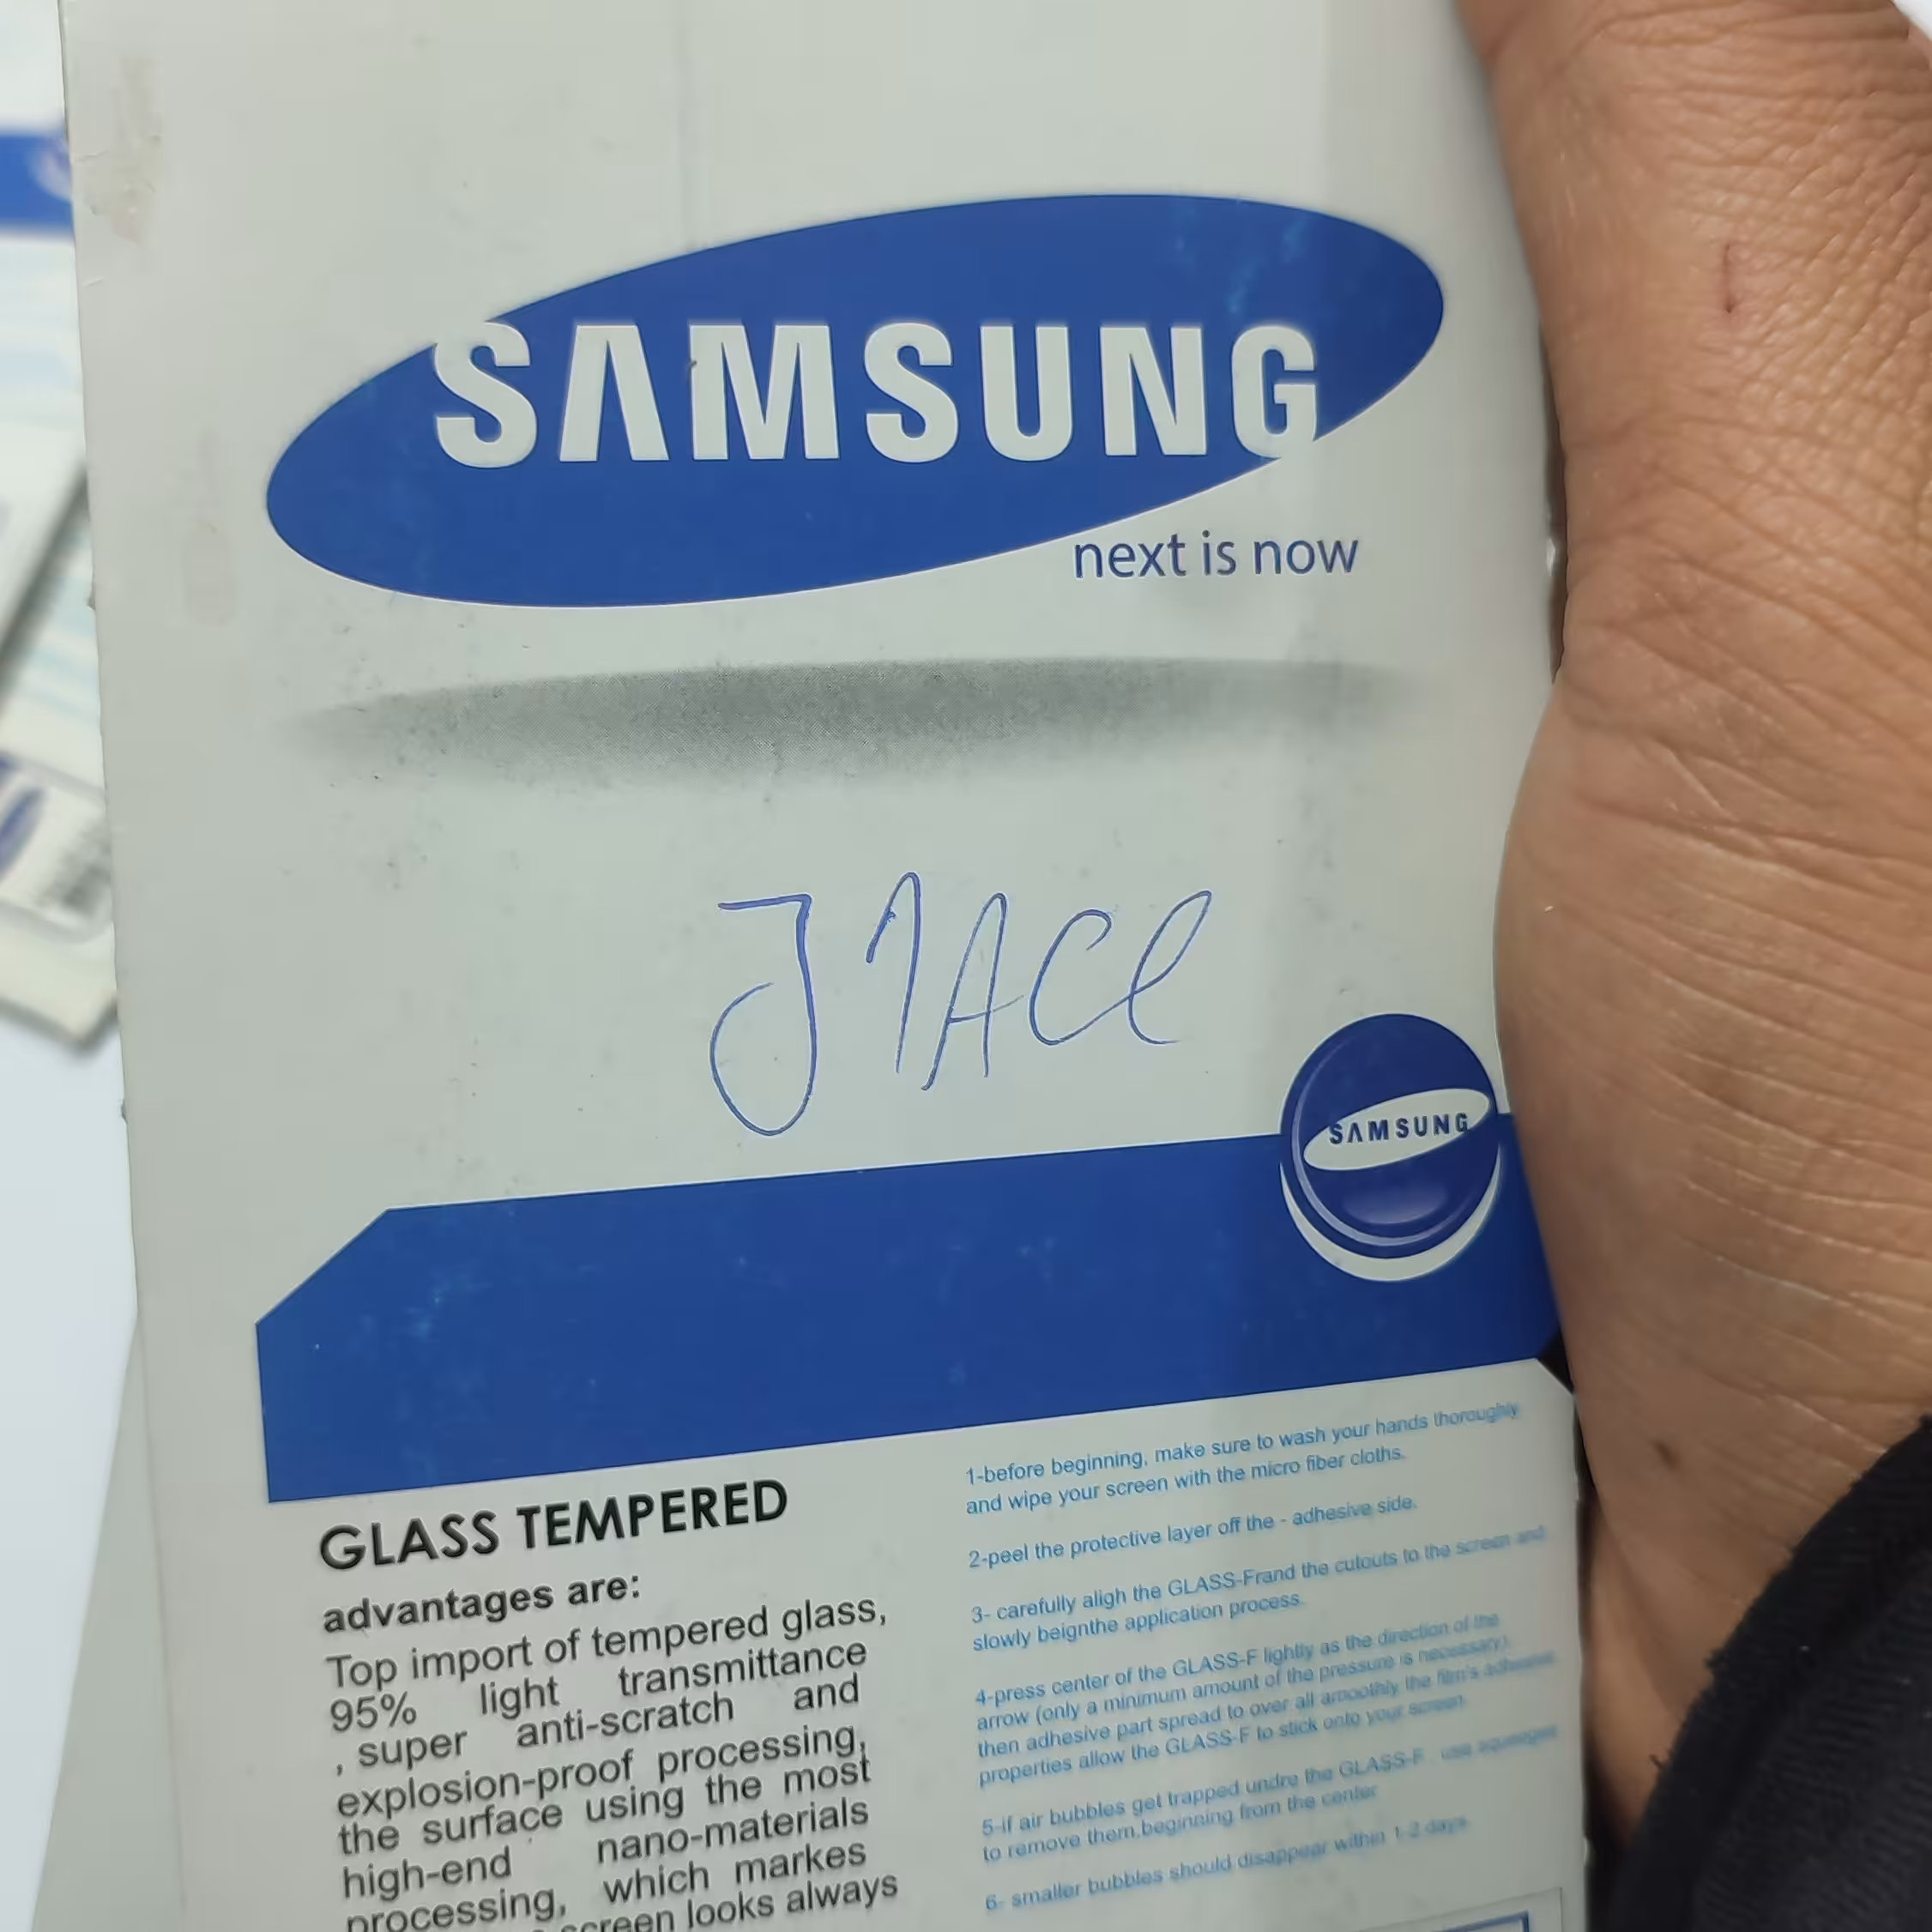 SAMSUNG
next is now
J1ACe
SAMSUNG
GLASS TEMPERED
advantages are:
Top import of tempered glass,
95% light transmittance
, super anti-scratch and
explosion-proof processing,
the surface using the most
high-end nano-materials
processing, which markes
screen looks always
1-before beginning, make sure to wash your hands thoroughly
and wipe your screen with the micro fiber cloths.
2-peel the protective layer off the - adhesive side.
3- carefully aligh the GLASS-Frand the cutouts to the screen and
slowly beignthe application process.
4-press center of the GLASS-F lightly as the direction of the
arrow (only a minimum amount of the pressure is necessary).
then adhesive part spread to over all amoothly the film's adhesive
properties allow the GLASS-F to stick onto your screen.
5-if air bubbles get trapped undre the GLASS-F . use squeegee
to remove them,beginning from the center
6- smaller bubbles should disappear within 1-2 days